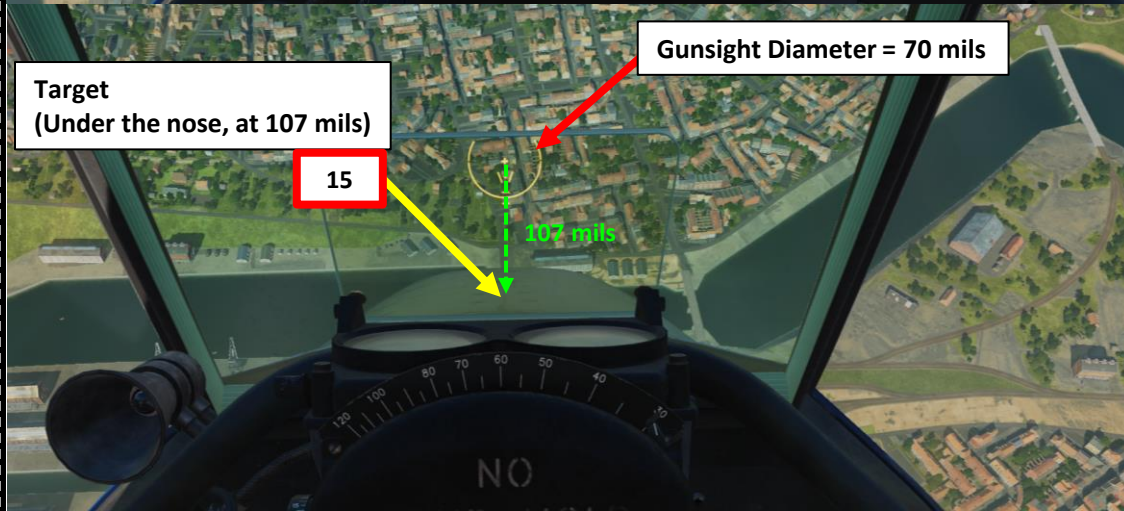 Gunsight Diameter = 70 mils
Target
(Under the nose, at 107 mils)
15
107 mils
120 100 80 70 60 50 40
NO